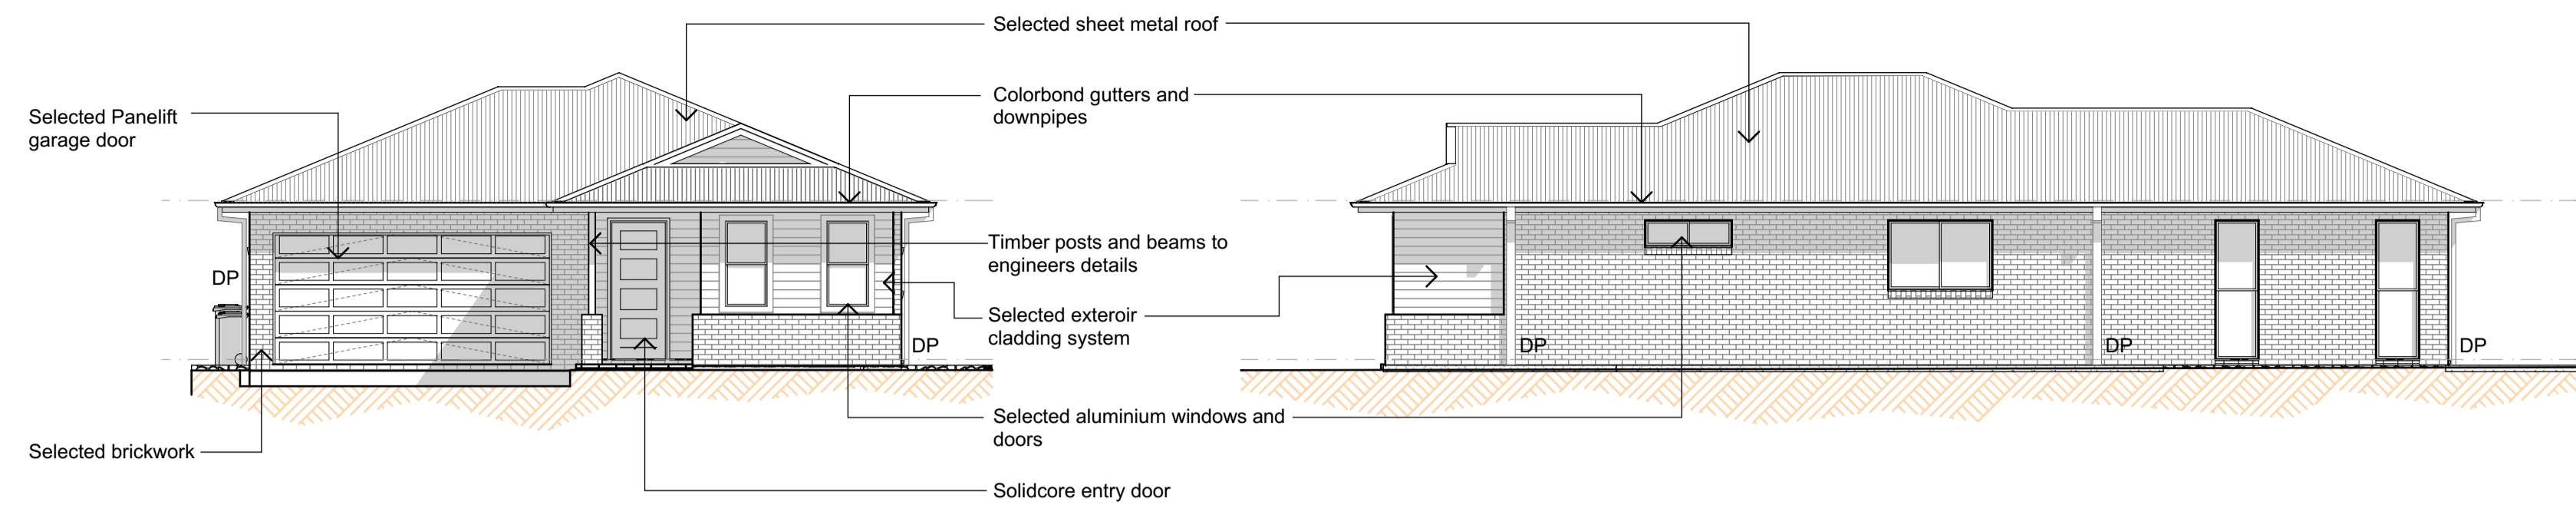 Selected sheet metal roof
Colorbond gutters and
downpipes
Selected Panelift
garage door
Timber posts and beams to
engineers details
DP
Selected exteroir
cladding system
DP
DP
DP
DP
Selected aluminium windows and
doors
Selected brickwork
Solidcore entry door